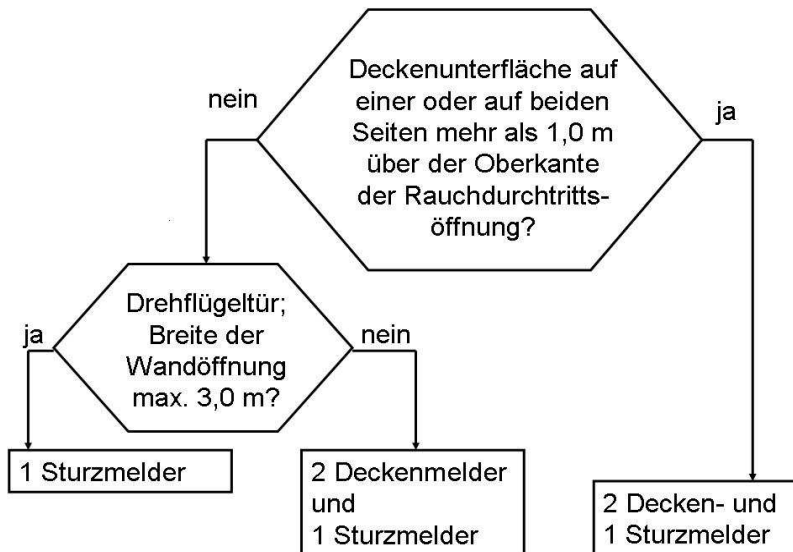 Deckenunterfläche auf
einer oder auf beiden
Seiten mehr als 1,0 m
über der Oberkante
der Rauchdurchtritts-
öffnung?
nein
ja
Drehflügeltür;
Breite der
Wandöffnung
max. 3,0 m?
ja
nein
1 Sturzmelder
2 Deckenmelder
und
1 Sturzmelder
2 Decken- und
1 Sturzmelder